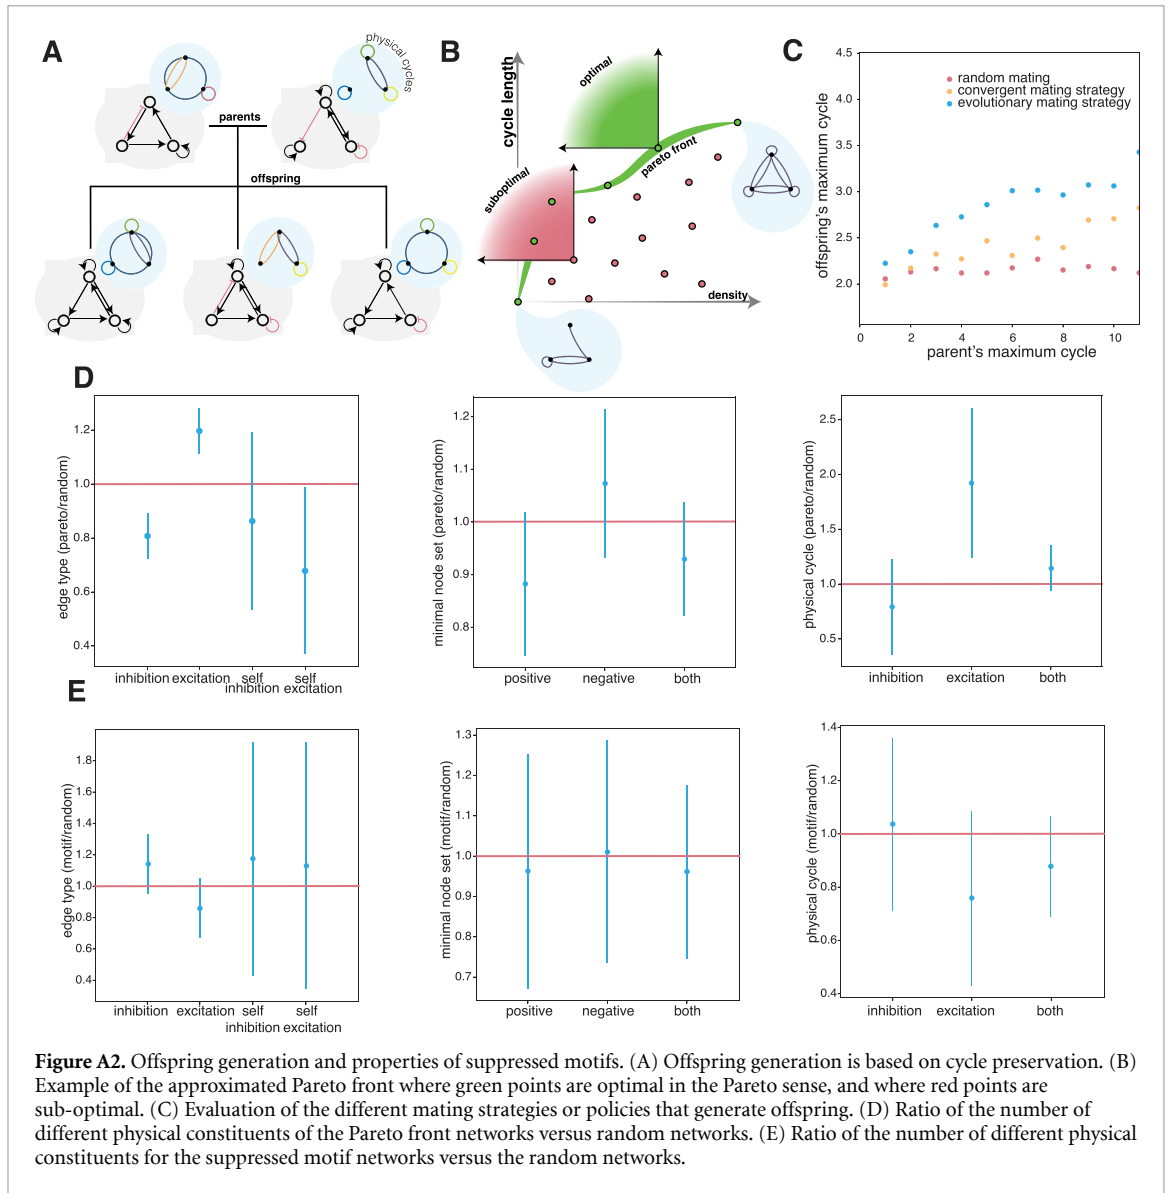 A
physical cycles
parents
offspring
B
cycle length
optimal
suboptimal
pareto front
density
C
offspring's maximum cycle
4.5
4.0
3.5
3.0
2.5
2.0
random mating
convergent mating strategy
evolutionary mating strategy
0 2 4 6 8 10
parent's maximum cycle
D
edge type (pareto/random)
1.2
1.0
0.8
0.6
0.4
inhibition excitation self inhibition self excitation
minimal node set (pareto/random)
1.2
1.1
1.0
0.9
0.8
positive negative both
physical cycle (pareto/random)
2.5
2.0
1.5
1.0
0.5
inhibition excitation both
E
edge type (motif/random)
1.8
1.6
1.4
1.2
1.0
0.8
0.6
0.4
inhibition excitation self inhibition self excitation
minimal node set (motif/random)
1.3
1.2
1.1
1.0
0.9
0.8
0.7
positive negative both
physical cycle (motif/random)
1.4
1.2
1.0
0.8
0.6
0.4
inhibition excitation both
Figure A2. Offspring generation and properties of suppressed motifs. (A) Offspring generation is based on cycle preservation. (B)
Example of the approximated Pareto front where green points are optimal in the Pareto sense, and where red points are
sub-optimal. (C) Evaluation of the different mating strategies or policies that generate offspring. (D) Ratio of the number of
different physical constituents of the Pareto front networks versus random networks. (E) Ratio of the number of different physical
constituents for the suppressed motif networks versus the random networks.